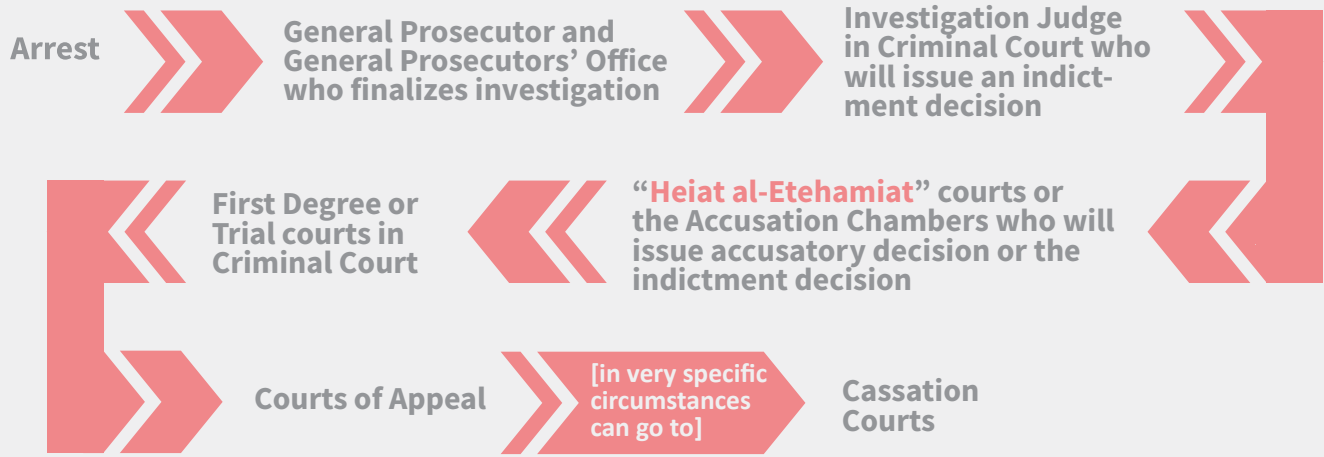 Arrest
General Prosecutor and
General Prosecutors’ Office
who finalizes investigation
Investigation Judge
in Criminal Court who
will issue an indict-
ment decision
“Heiat al-Etehamiat” courts or
the Accusation Chambers who will
issue accusatory decision or the
indictment decision
First Degree or
Trial courts in
Criminal Court
Courts of Appeal
[in very specific
circumstances
can go to]
Cassation
Courts